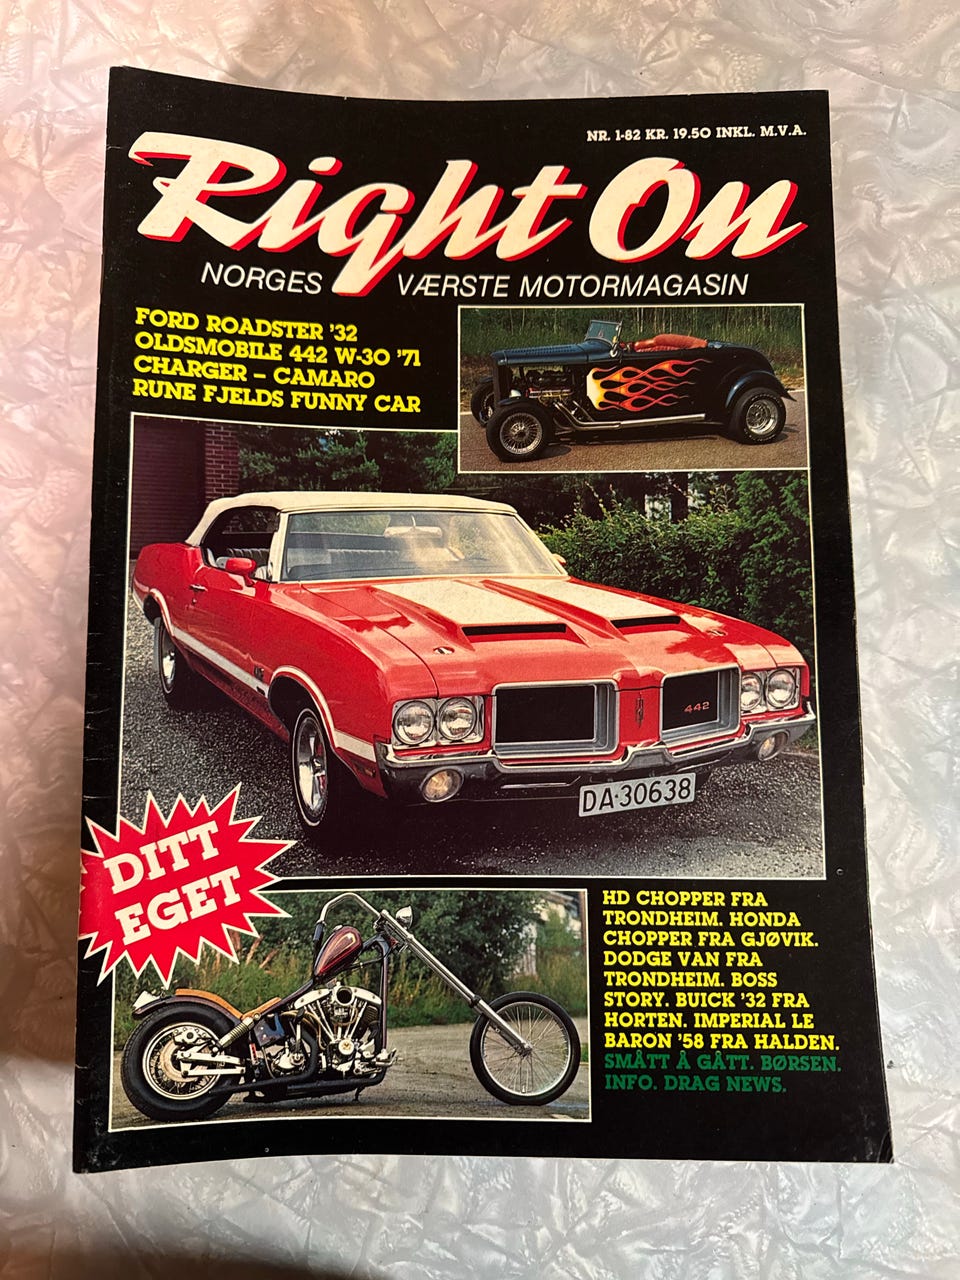 NR. 1-82 KR. 19.50 INKL. M.V.A.
Right On
NORGES VÆRSTE MOTORMAGASIN
FORD ROADSTER '32
OLDSMOBILE 442 W-30 '71
CHARGER – CAMARO
RUNE FJELDS FUNNY CAR
442
DA·30638
DITT
EGET
HD CHOPPER FRA
TRONDHEIM. HONDA
CHOPPER FRA GJØVIK.
DODGE VAN FRA
TRONDHEIM. BOSS
STORY. BUICK '32 FRA
HORTEN. IMPERIAL LE
BARON '58 FRA HALDEN.
SMÅTT Å GÅTT. BØRSEN.
INFO. DRAG NEWS.